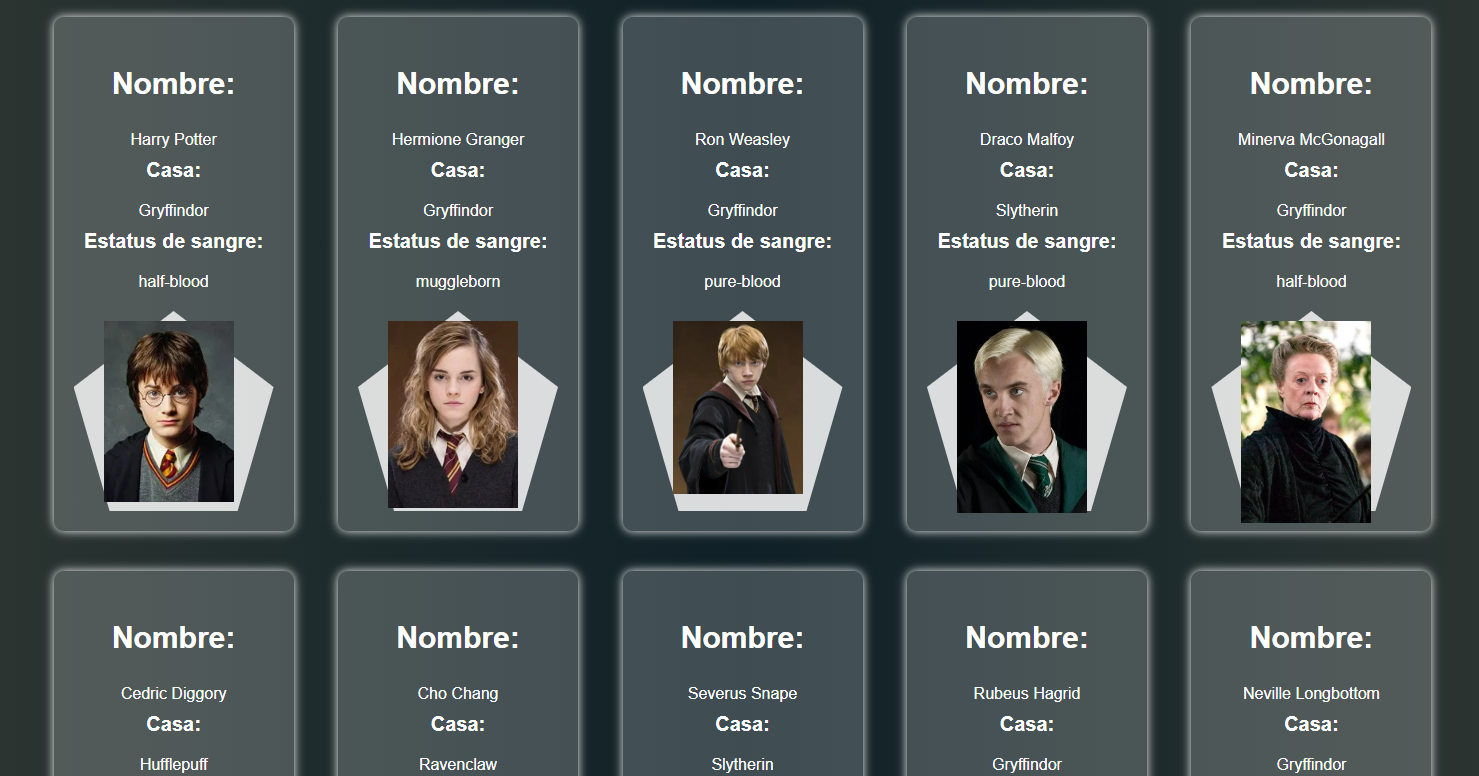 Nombre:
Harry Potter
Casa:
Gryffindor
Estatus de sangre:
half-blood
Nombre:
Hermione Granger
Casa:
Gryffindor
Estatus de sangre:
muggleborn
Nombre:
Ron Weasley
Casa:
Gryffindor
Estatus de sangre:
pure-blood
Nombre:
Draco Malfoy
Casa:
Slytherin
Estatus de sangre:
pure-blood
Nombre:
Minerva McGonagall
Casa:
Gryffindor
Estatus de sangre:
half-blood
Nombre:
Cedric Diggory
Casa:
Hufflepuff
Nombre:
Cho Chang
Casa:
Ravenclaw
Nombre:
Severus Snape
Casa:
Slytherin
Nombre:
Rubeus Hagrid
Casa:
Gryffindor
Nombre:
Neville Longbottom
Casa:
Gryffindor